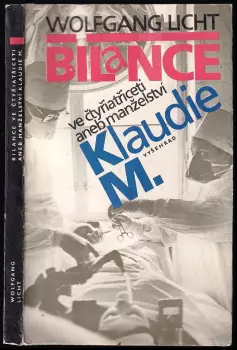 WOLFGANG LICHT
BILANCE
ve čtyřiatřiceti
aneb manželství
Klaudie
VYŠEHRAD
M.
BILANCE VE ČTYŘIATŘICETI
ANEB MANŽELSTVÍ KLAUDIE M.
WOLFGANG
LICHT